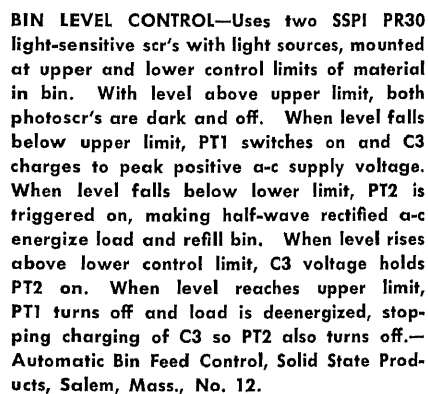 BIN LEVEL CONTROL—Uses two SSPI PR30
light-sensitive scr's with light sources, mounted
at upper and lower control limits of material
in bin. With level above upper limit, both
photoscr's are dark and off. When level falls
below upper limit, PT1 switches on and C3
charges to peak positive a-c supply voltage.
When level falls below lower limit, PT2 is
triggered on, making half-wave rectified a-c
energize load and refill bin. When level rises
above lower control limit, C3 voltage holds
PT2 on. When level reaches upper limit,
PT1 turns off and load is deenergized, stop-
ping charging of C3 so PT2 also turns off.—
Automatic Bin Feed Control, Solid State Prod-
ucts, Salem, Mass., No. 12.